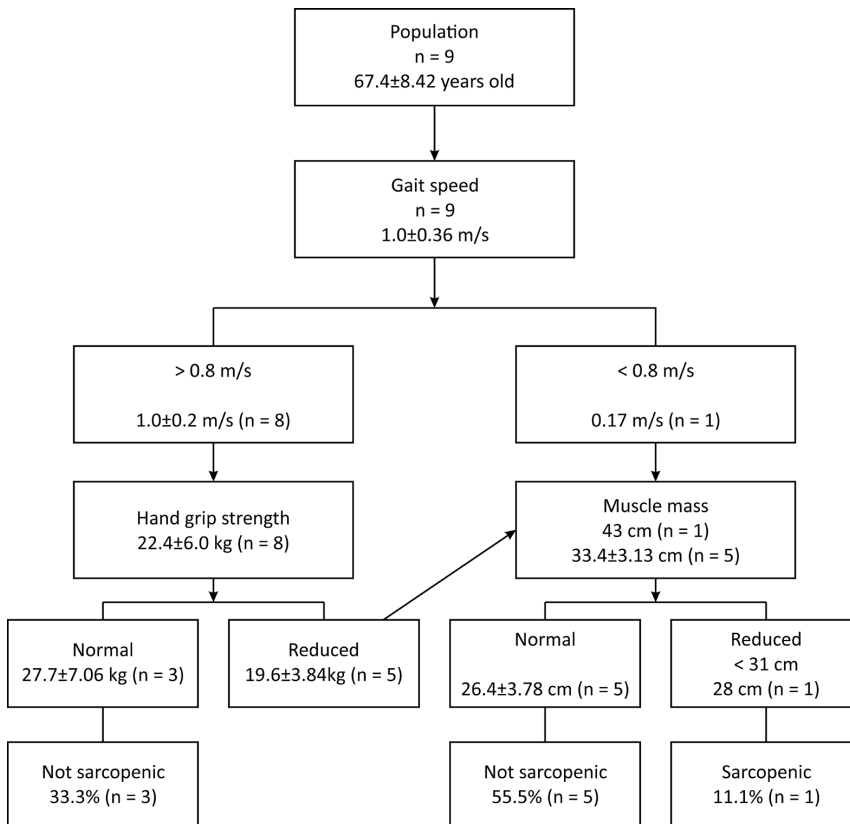 Population
n = 9
67.4±8.42 years old
Gait speed
n = 9
1.0±0.36 m/s
> 0.8 m/s
1.0±0.2 m/s (n = 8)
< 0.8 m/s
0.17 m/s (n = 1)
Hand grip strength
22.4±6.0 kg (n = 8)
Muscle mass
43 cm (n = 1)
33.4±3.13 cm (n = 5)
Normal
27.7±7.06 kg (n = 3)
Reduced
19.6±3.84kg (n = 5)
Normal
26.4±3.78 cm (n = 5)
Reduced
< 31 cm
28 cm (n = 1)
Not sarcopenic
33.3% (n = 3)
Not sarcopenic
55.5% (n = 5)
Sarcopenic
11.1% (n = 1)